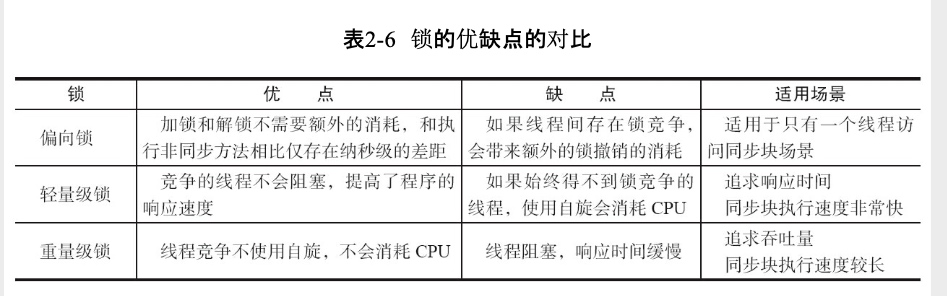 表2-6 锁的优缺点的对比
锁 优 点 缺 点 适用场景
偏向锁
加锁和解锁不需要额外的消耗，和执
行非同步方法相比仅存在纳秒级的差距
如果线程间存在锁竞争，
会带来额外的锁撤销的消耗
适用于只有一个线程访
问同步块场景
轻量级锁
竞争的线程不会阻塞，提高了程序的
响应速度
如果始终得不到锁竞争的
线程，使用自旋会消耗 CPU
追求响应时间
同步块执行速度非常快
重量级锁
线程竞争不使用自旋，不会消耗 CPU
线程阻塞，响应时间缓慢
追求吞吐量
同步块执行速度较长